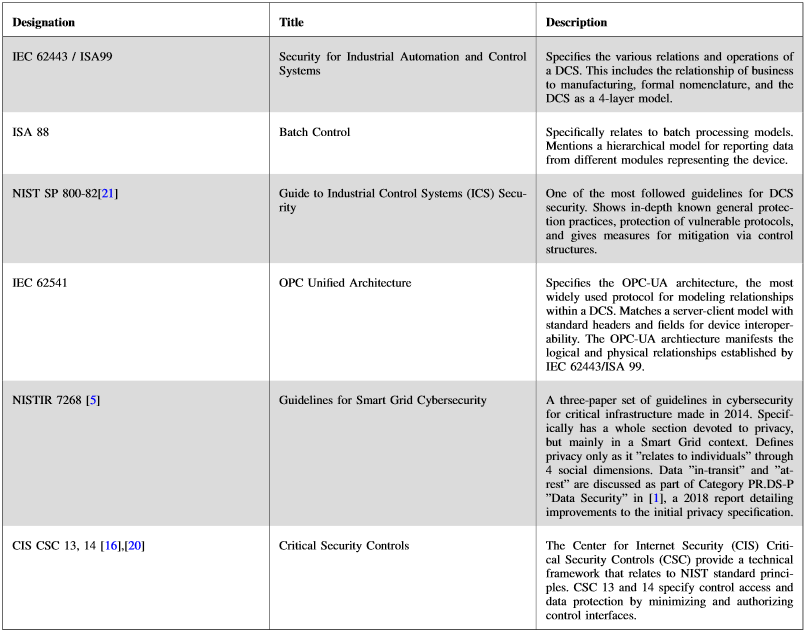 Designation Title Description
IEC 62443 / ISA99 Security for Industrial Automation and Control Specifies the various relations and operations of
Systems a DCS. This includes the relationship of business
to manufacturing, formal nomenclature, and the
DCS as a 4-layer model.
ISA 88 Batch Control Specifically relates to batch processing models.
Mentions a hierarchical model for reporting data
from different modules representing the device.
NIST SP 800-82[21] Guide to Industrial Control Systems (ICS) Secu- One of the most followed guidelines for DCS
rity security. Shows in-depth known general protec-
tion practices, protection of vulnerable protocols,
and gives measures for mitigation via control
structures.
IEC 62541 OPC Unified Architecture Specifies the OPC-UA architecture, the most
widely used protocol for modeling relationships
within a DCS. Matches a server-client model with
standard headers and fields for device interoper-
ability. The OPC-UA archtiecture manifests the
logical and physical relationships established by
IEC 62443/ISA 99.
NISTIR 7268 [5] Guidelines for Smart Grid Cybersecurity A three-paper set of guidelines in cybersecurity
for critical infrastructure made in 2014. Specif-
ically has a whole section devoted to privacy,
but mainly in a Smart Grid context. Defines
privacy only as it ”relates to individuals” through
4 social dimensions. Data ”in-transit” and ”at-
rest” are discussed as part of Category PR.DS-P
”Data Security” in [1], a 2018 report detailing
improvements to the initial privacy specification.
CIS CSC 13, 14 [16],[20] Critical Security Controls The Center for Internet Security (CIS) Criti-
cal Security Controls (CSC) provide a technical
framework that relates to NIST standard princi-
ples. CSC 13 and 14 specify control access and
data protection by minimizing and authorizing
control interfaces.